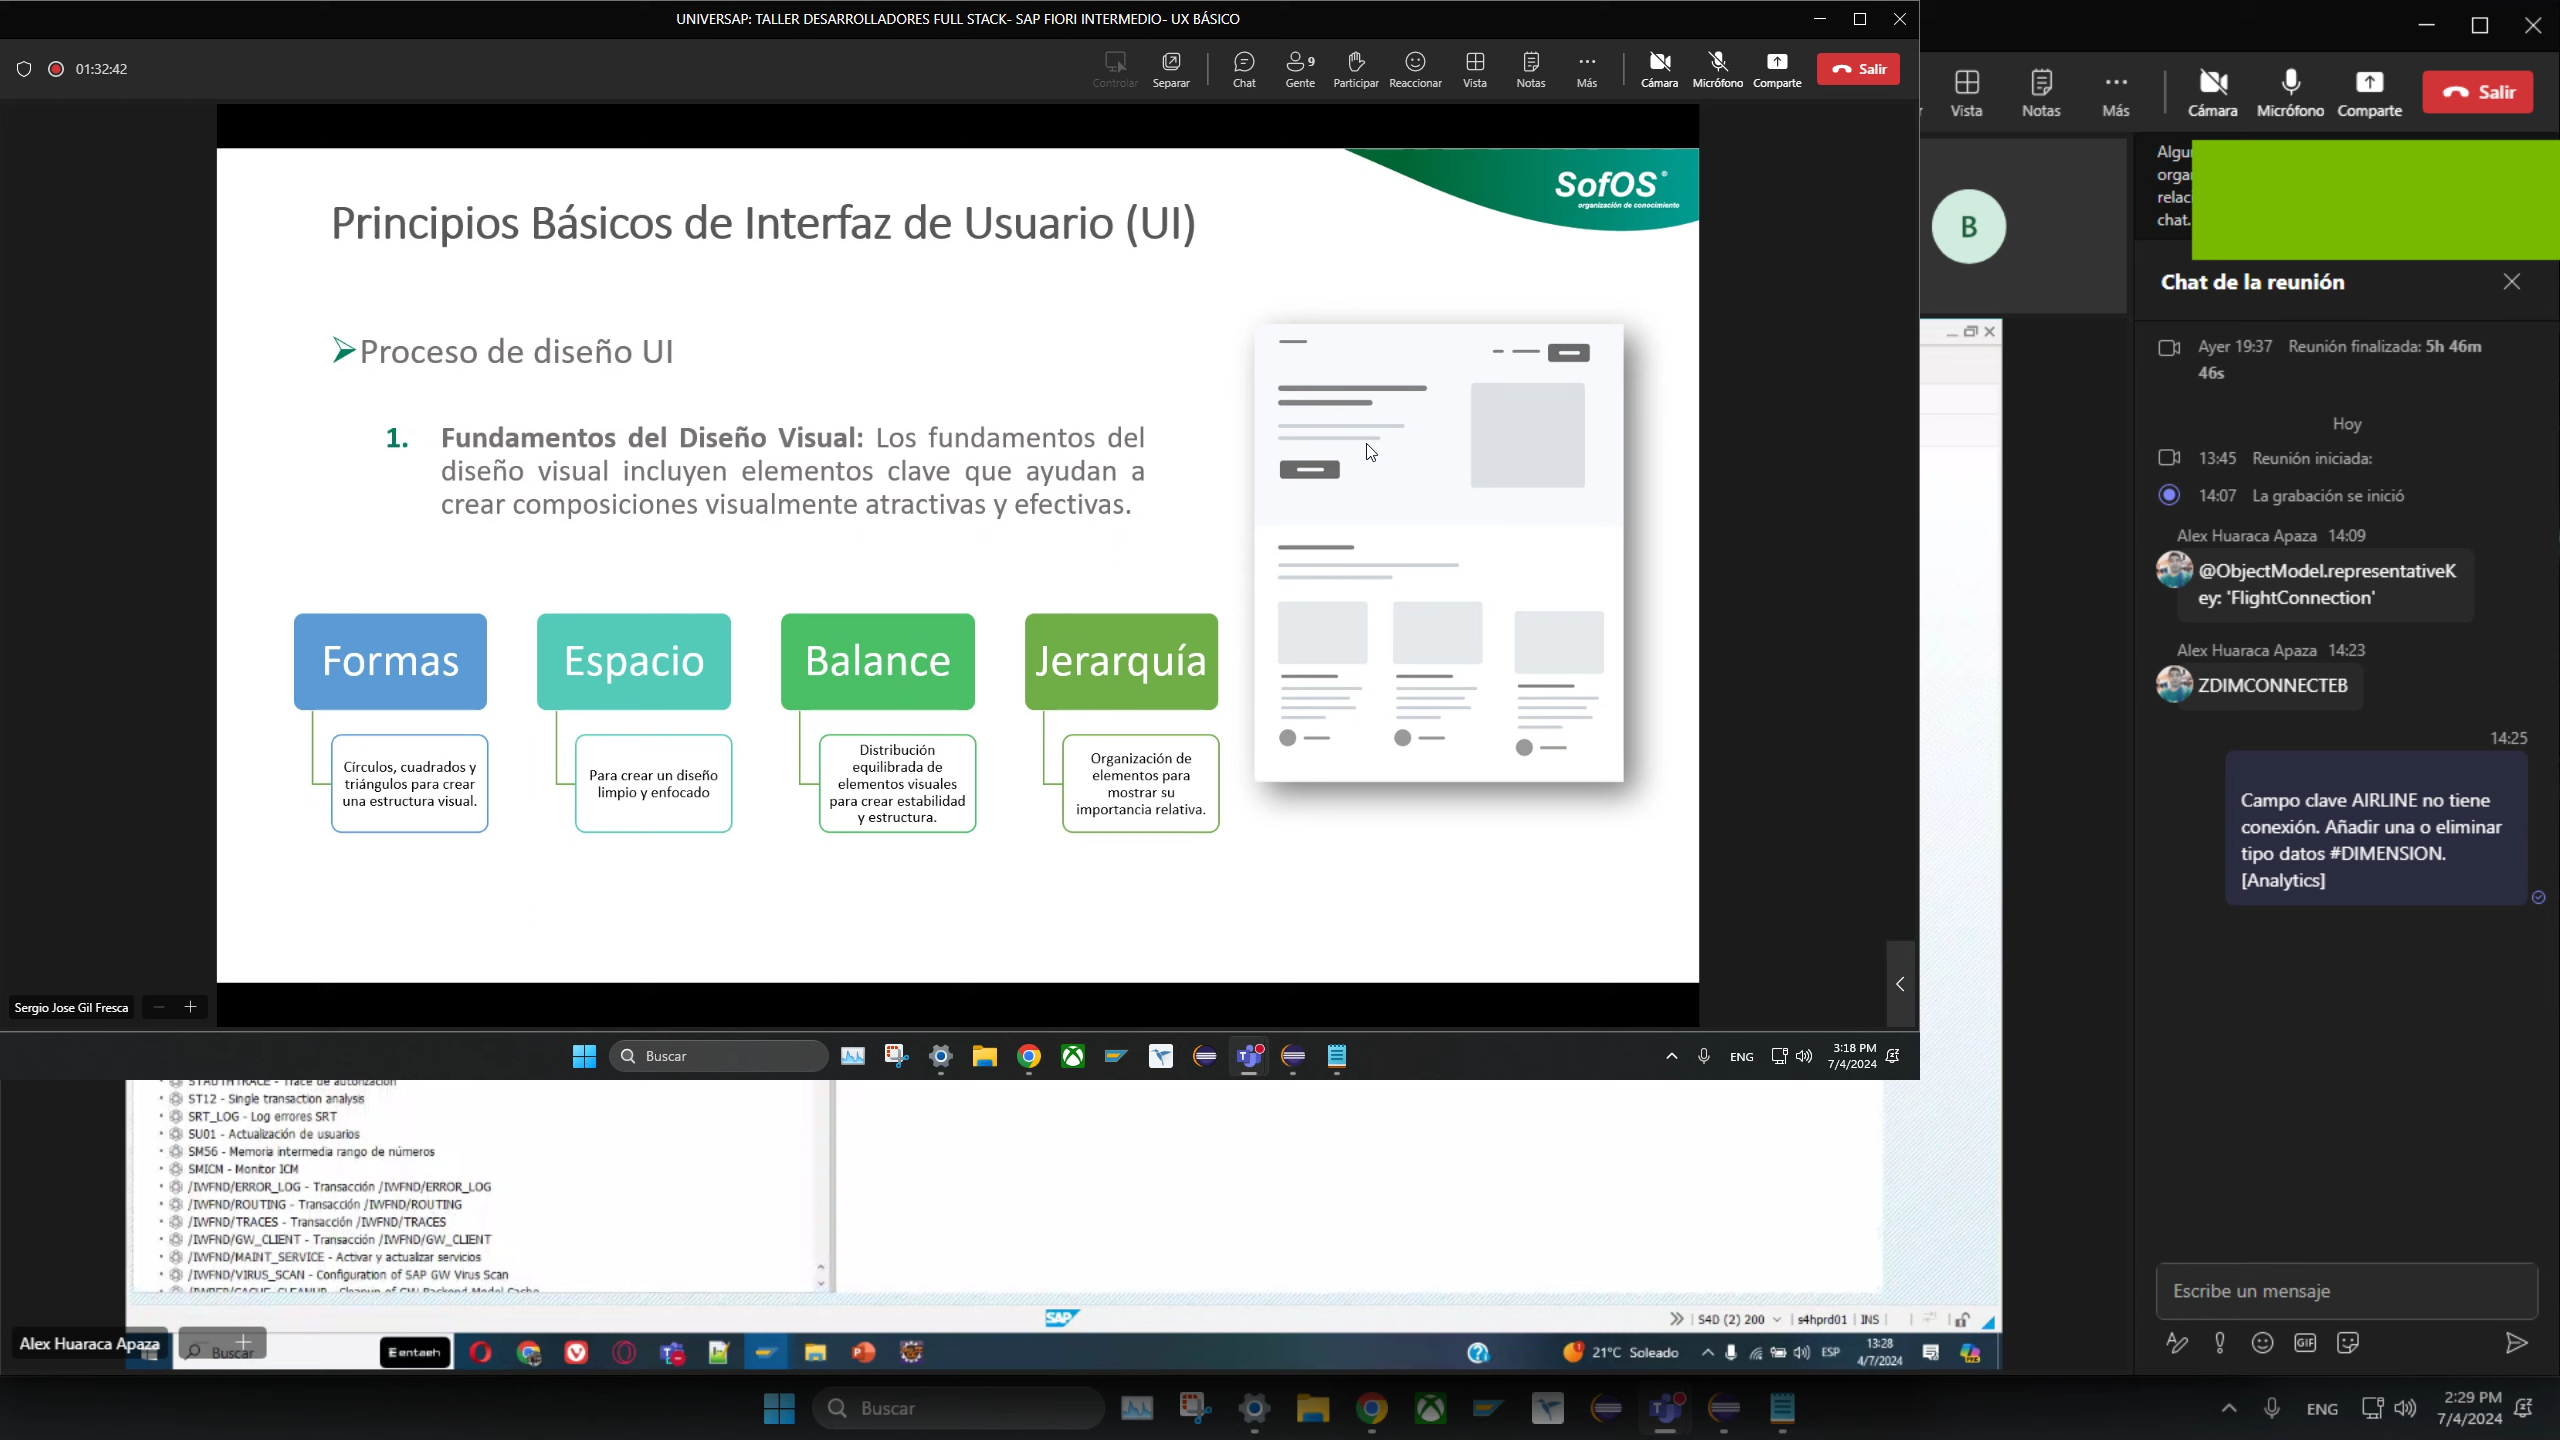 UNIVERSAP: TALLER DESARROLLADORES FULL STACK- SAP FIORI INTERMEDIO- UX BÁSICO
01:32:42
Controlar
Separar
Chat
Gente
9
Participar
Reaccionar
Vista
Notas
Más
Cámara
Micrófono
Comparte
Salir
SofOS®
organización de conocimiento
Principios Básicos de Interfaz de Usuario (UI)
Proceso de diseño UI
1. Fundamentos del Diseño Visual: Los fundamentos del
diseño visual incluyen elementos clave que ayudan a
crear composiciones visualmente atractivas y efectivas.
Formas
Espacio
Balance
Jerarquía
Círculos, cuadrados y
triángulos para crear
una estructura visual.
Para crear un diseño
limpio y enfocado
Distribución
equilibrada de
elementos visuales
para crear estabilidad
y estructura.
Organización de
elementos para
mostrar su
importancia relativa.
Sergio Jose Gil Fresca
Buscar
ENG
3:18 PM
7/4/2024
Vista
Notas
Más
Cámara
Micrófono
Comparte
Salir
B
Algu
orga
relac
chat.
Chat de la reunión
Ayer 19:37 Reunión finalizada: 5h 46m
46s
Hoy
13:45 Reunión iniciada:
14:07 La grabación se inició
Alex Huaraca Apaza 14:09
@ObjectModel.representativeK
ey: 'FlightConnection'
Alex Huaraca Apaza 14:23
ZDIMCONNECTEB
14:25
Campo clave AIRLINE no tiene
conexión. Añadir una o eliminar
tipo datos #DIMENSION.
[Analytics]
Escribe un mensaje
STAUTHTRACE - Trace de autorización
ST12 - Single transaction analysis
SRT_LOG - Log errores SRT
SU01 - Actualización de usuarios
SM56 - Memoria intermedia rango de números
SMICM - Monitor ICM
/IWFND/ERROR_LOG - Transacción /IWFND/ERROR_LOG
/IWFND/ROUTING - Transacción /IWFND/ROUTING
/IWFND/TRACES - Transacción /IWFND/TRACES
/IWFND/GW_CLIENT - Transacción /IWFND/GW_CLIENT
/IWFND/MAINT_SERVICE - Activar y actualizar servicios
/IWFND/VIRUS_SCAN - Configuration of SAP GW Virus Scan
SAP
S4D (2) 200
s4hprd01
INS
Alex Huaraca Apaza
Buscar
21°C Soleado
ESP
13:28
4/7/2024
Buscar
ENG
2:29 PM
7/4/2024